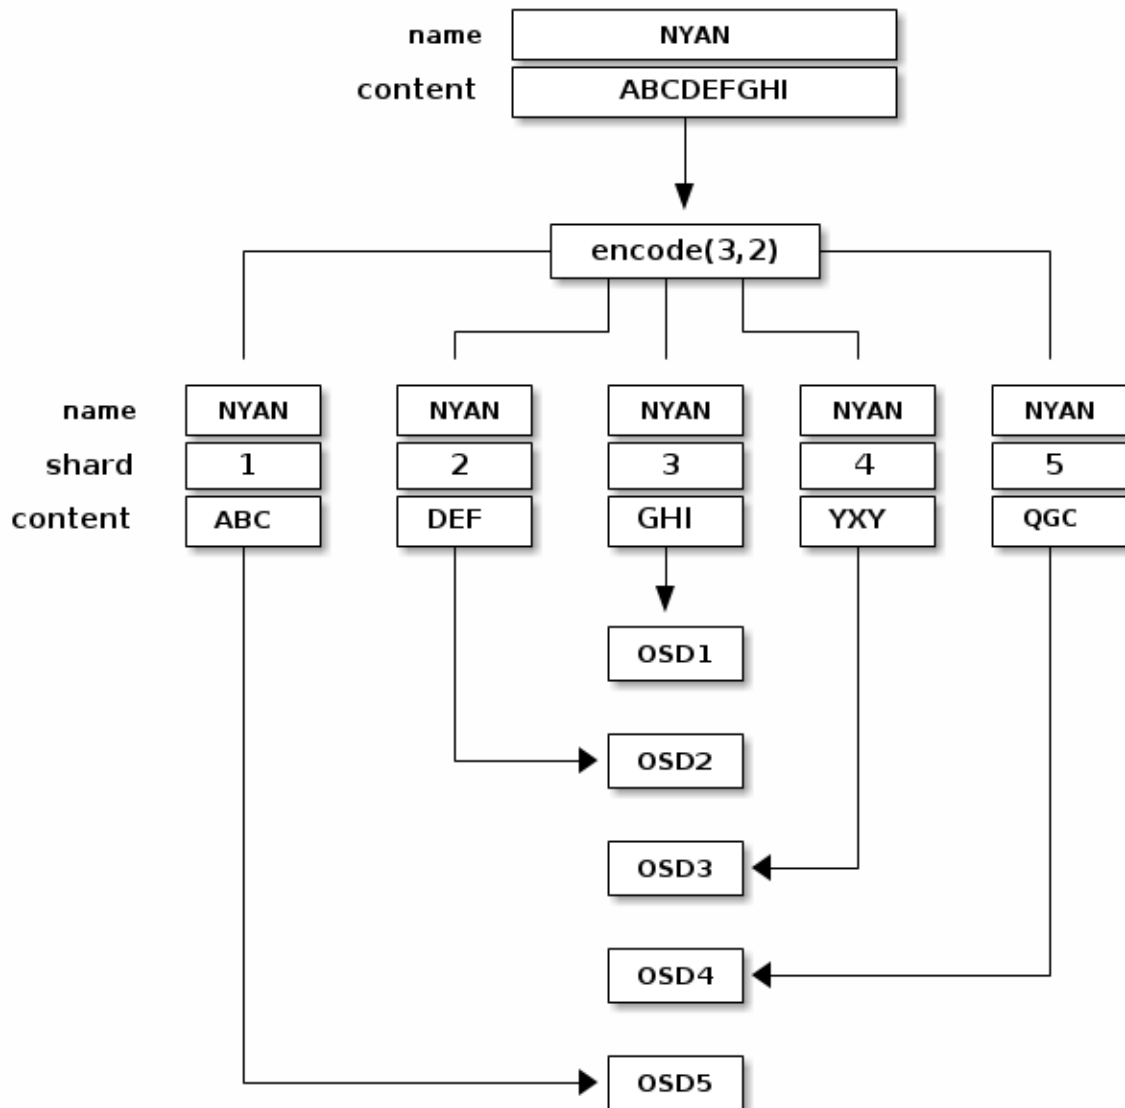 name NYAN
content ABCDEFGHI
encode(3,2)
name NYAN NYAN NYAN NYAN NYAN
shard 1 2 3 4 5
content ABC DEF GHI YXY QGC
OSD1
OSD2
OSD3
OSD4
OSD5